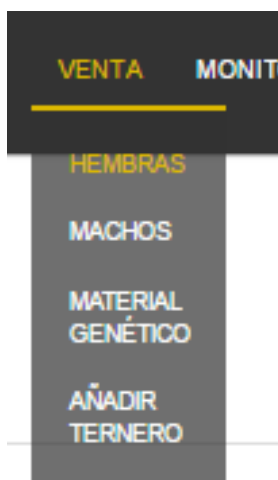 VENTA MONIT
HEMBRAS
MACHOS
MATERIAL
GENÉTICO
AÑADIR
TERNERO